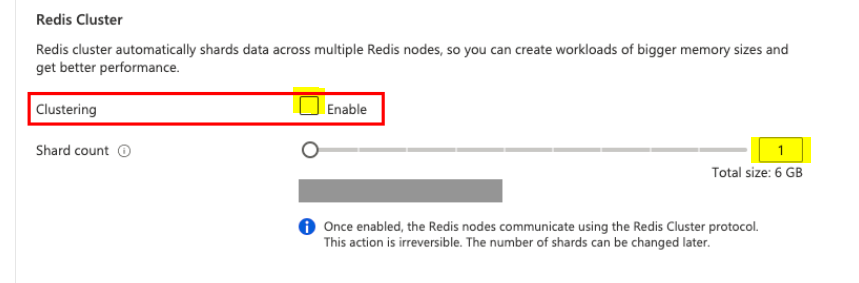 Redis Cluster
Redis cluster automatically shards data across multiple Redis nodes, so you can create workloads of bigger memory sizes and
get better performance.
Clustering Enable
Shard count 1
Total size: 6 GB
Once enabled, the Redis nodes communicate using the Redis Cluster protocol.
This action is irreversible. The number of shards can be changed later.